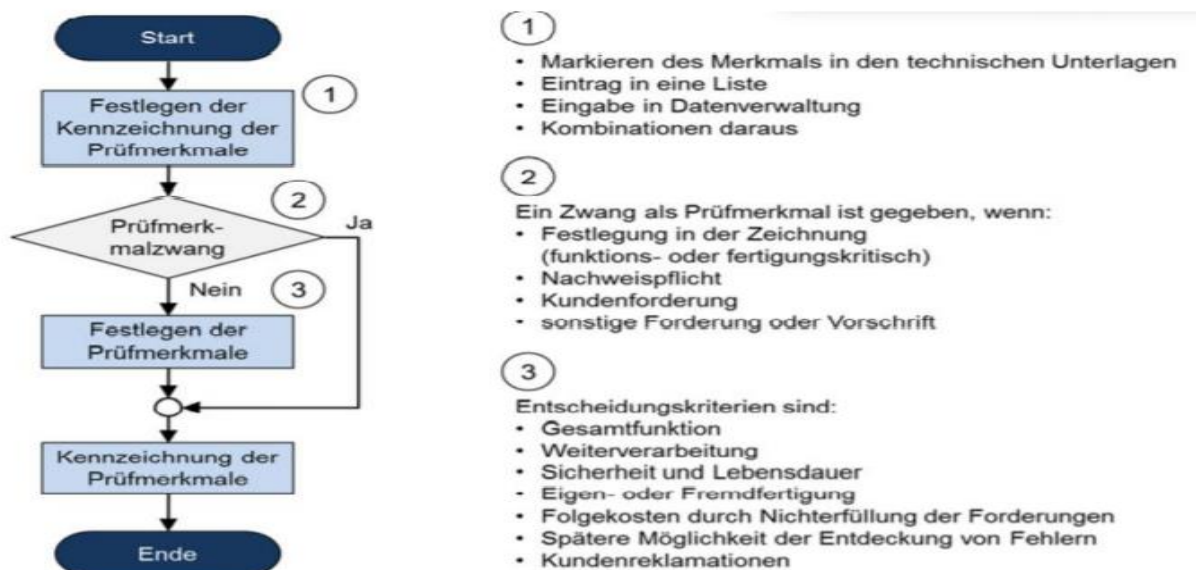 Start
Festlegen der
Kennzeichnung der
Prüfmerkmale
1
Prüfmerk-
malzwang
2
Ja
Nein
3
Festlegen der
Prüfmerkmale
Kennzeichnung der
Prüfmerkmale
Ende
1
• Markieren des Merkmals in den technischen Unterlagen
• Eintrag in eine Liste
• Eingabe in Datenverwaltung
• Kombinationen daraus
2
Ein Zwang als Prüfmerkmal ist gegeben, wenn:
• Festlegung in der Zeichnung
(funktions- oder fertigungskritisch)
• Nachweispflicht
• Kundenforderung
• sonstige Forderung oder Vorschrift
3
Entscheidungskriterien sind:
• Gesamtfunktion
• Weiterverarbeitung
• Sicherheit und Lebensdauer
• Eigen- oder Fremdfertigung
• Folgekosten durch Nichterfüllung der Forderungen
• Spätere Möglichkeit der Entdeckung von Fehlern
• Kundenreklamationen